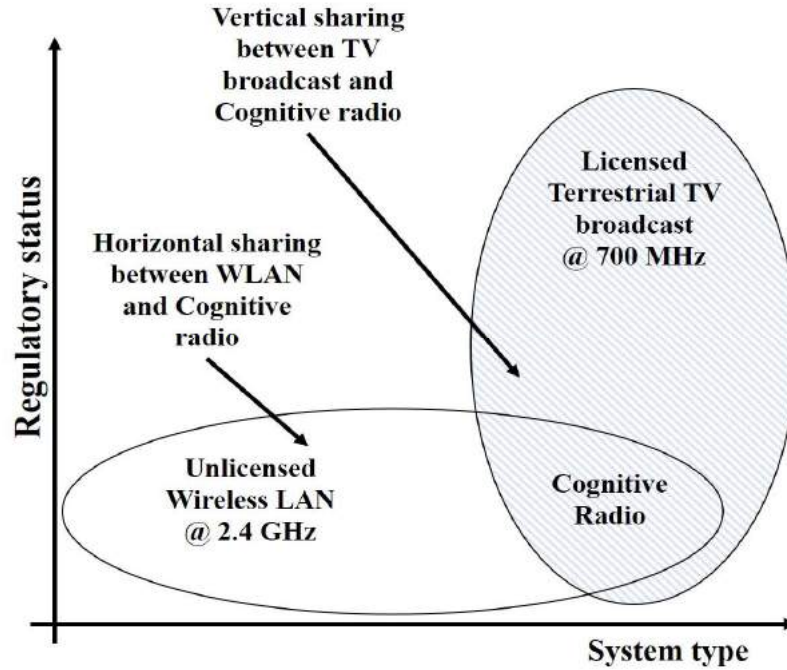 Vertical sharing
between TV
broadcast and
Cognitive radio
Licensed
Terrestrial TV
broadcast
@ 700 MHz
Regulatory status
Horizontal sharing
between WLAN
and Cognitive
radio
Unlicensed
Wireless LAN
@ 2.4 GHz
Cognitive
Radio
System type